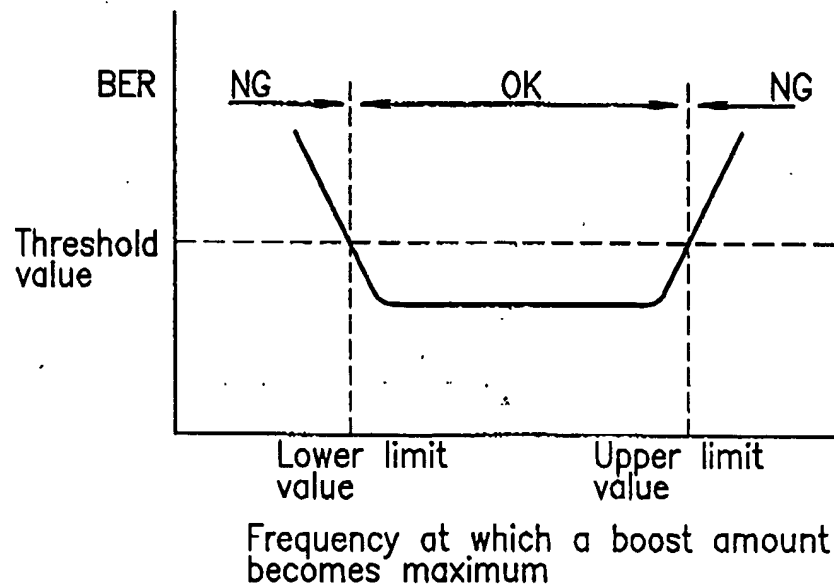 BER
NG
OK
NG
Threshold
value
Lower limit
value
Upper limit
value
Frequency at which a boost amount
becomes maximum